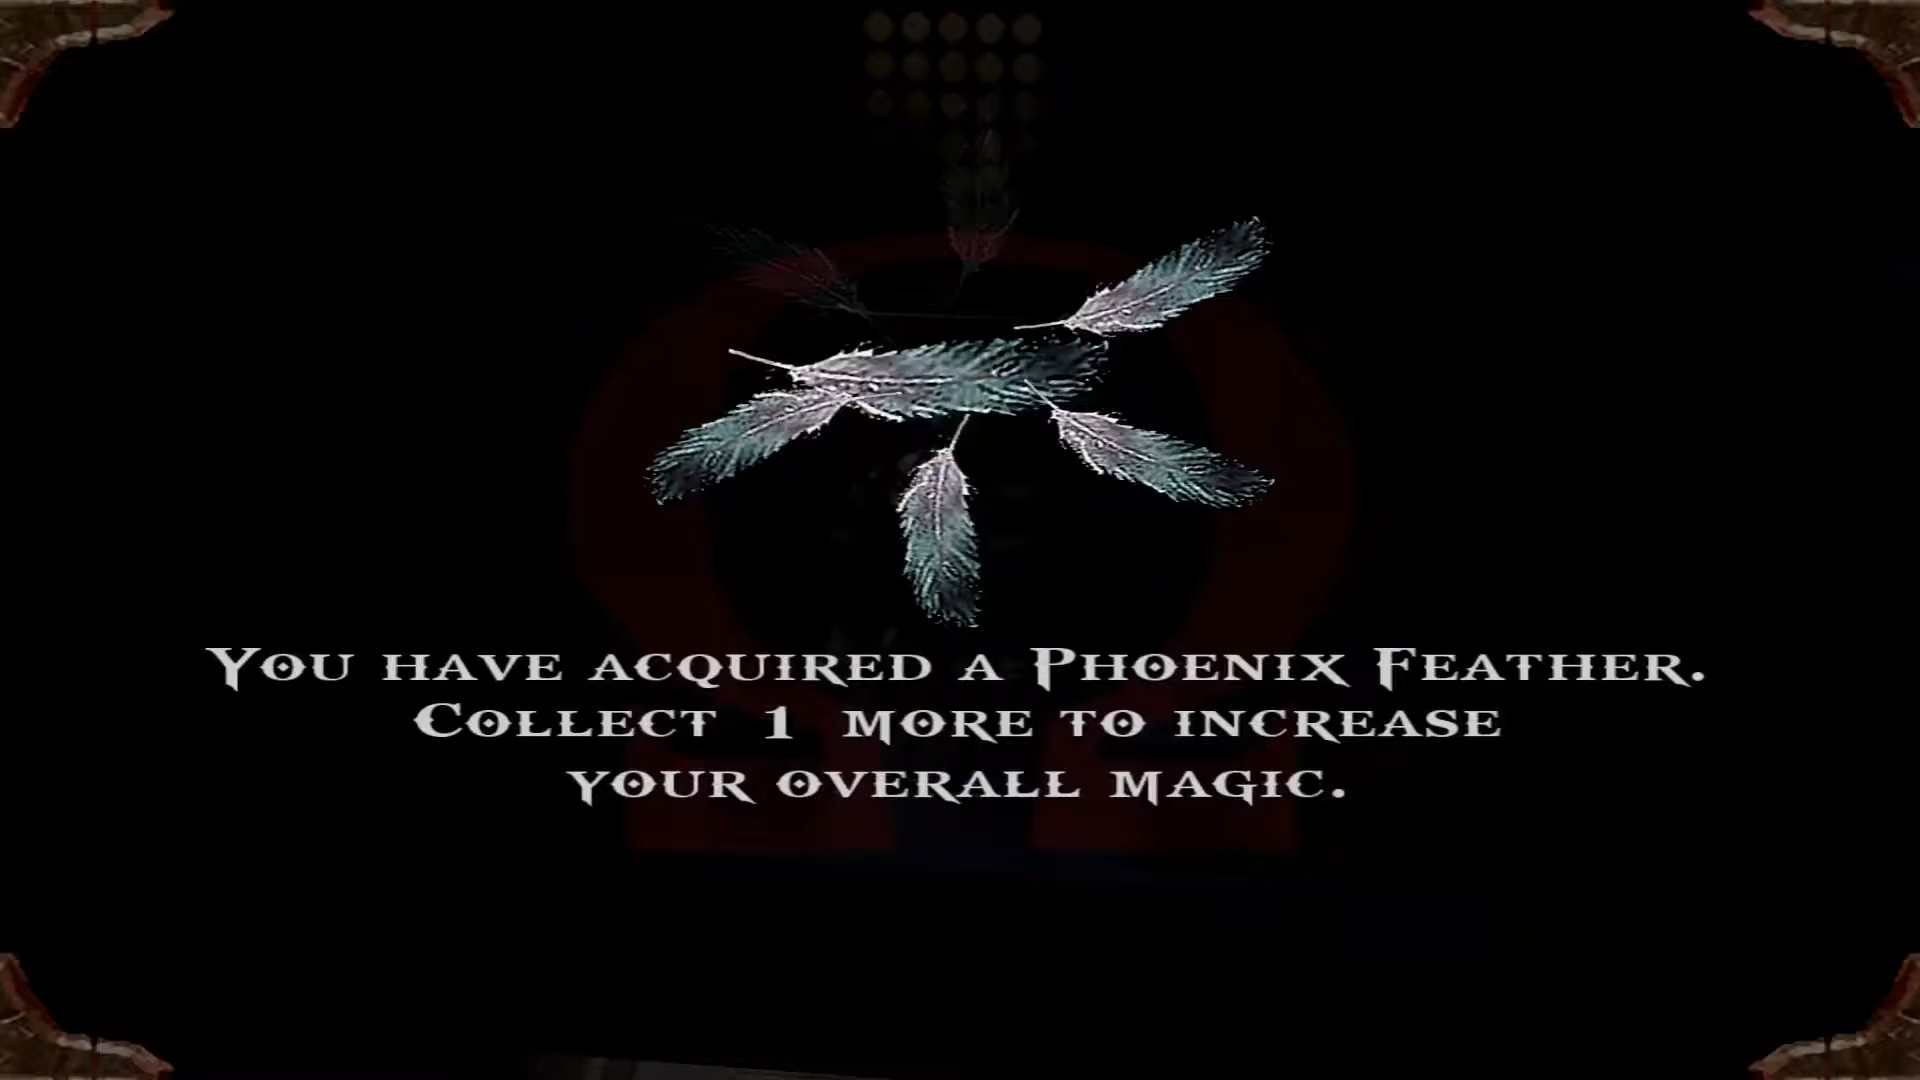 You have acquired a Phoenix Feather.
Collect 1 more to increase
your overall magic.